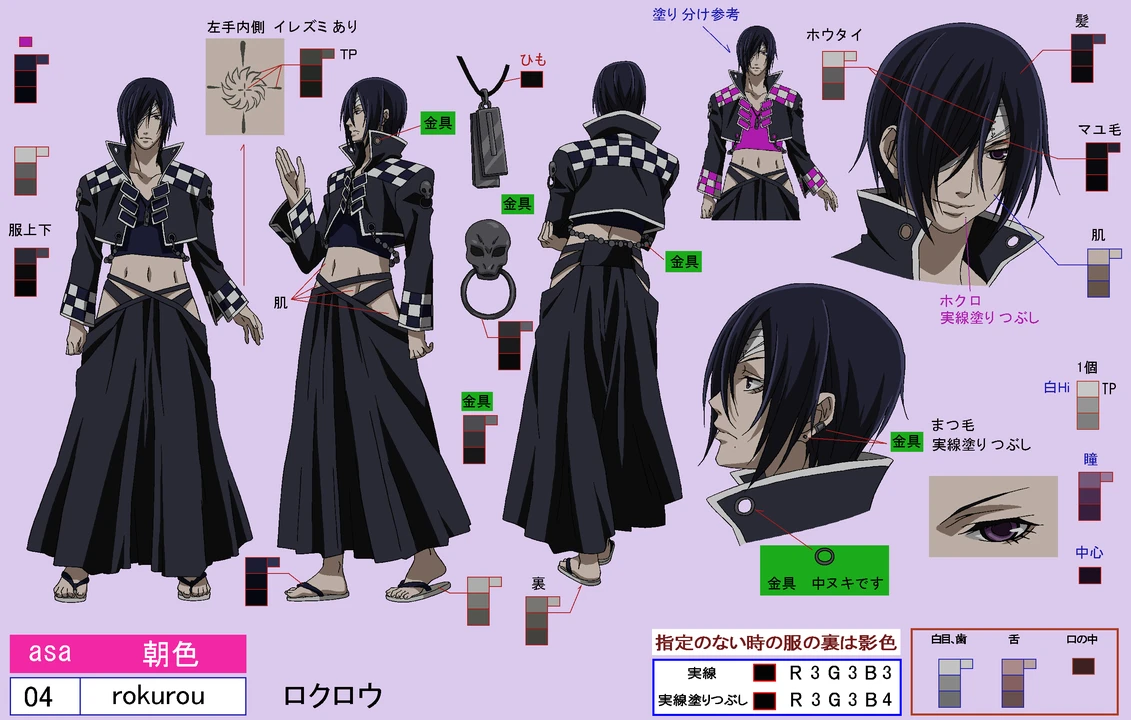 左手内側 イレズミ あり
TP
ひも
金具
塗り分け参考
ホウタイ
髪
マユ毛
服上下
金具
肌
金具
肌
ホクロ
実線塗りつぶし
金具
1個
白Hi
TP
まつ毛
実線塗りつぶし
金具
瞳
中心
裏
金具 中ヌキです
asa 朝色
04 rokurou
ロクロウ
指定のない時の服の裏は影色
実線 R3G3B3
実線塗りつぶし R3G3B4
白目、歯
舌
口の中